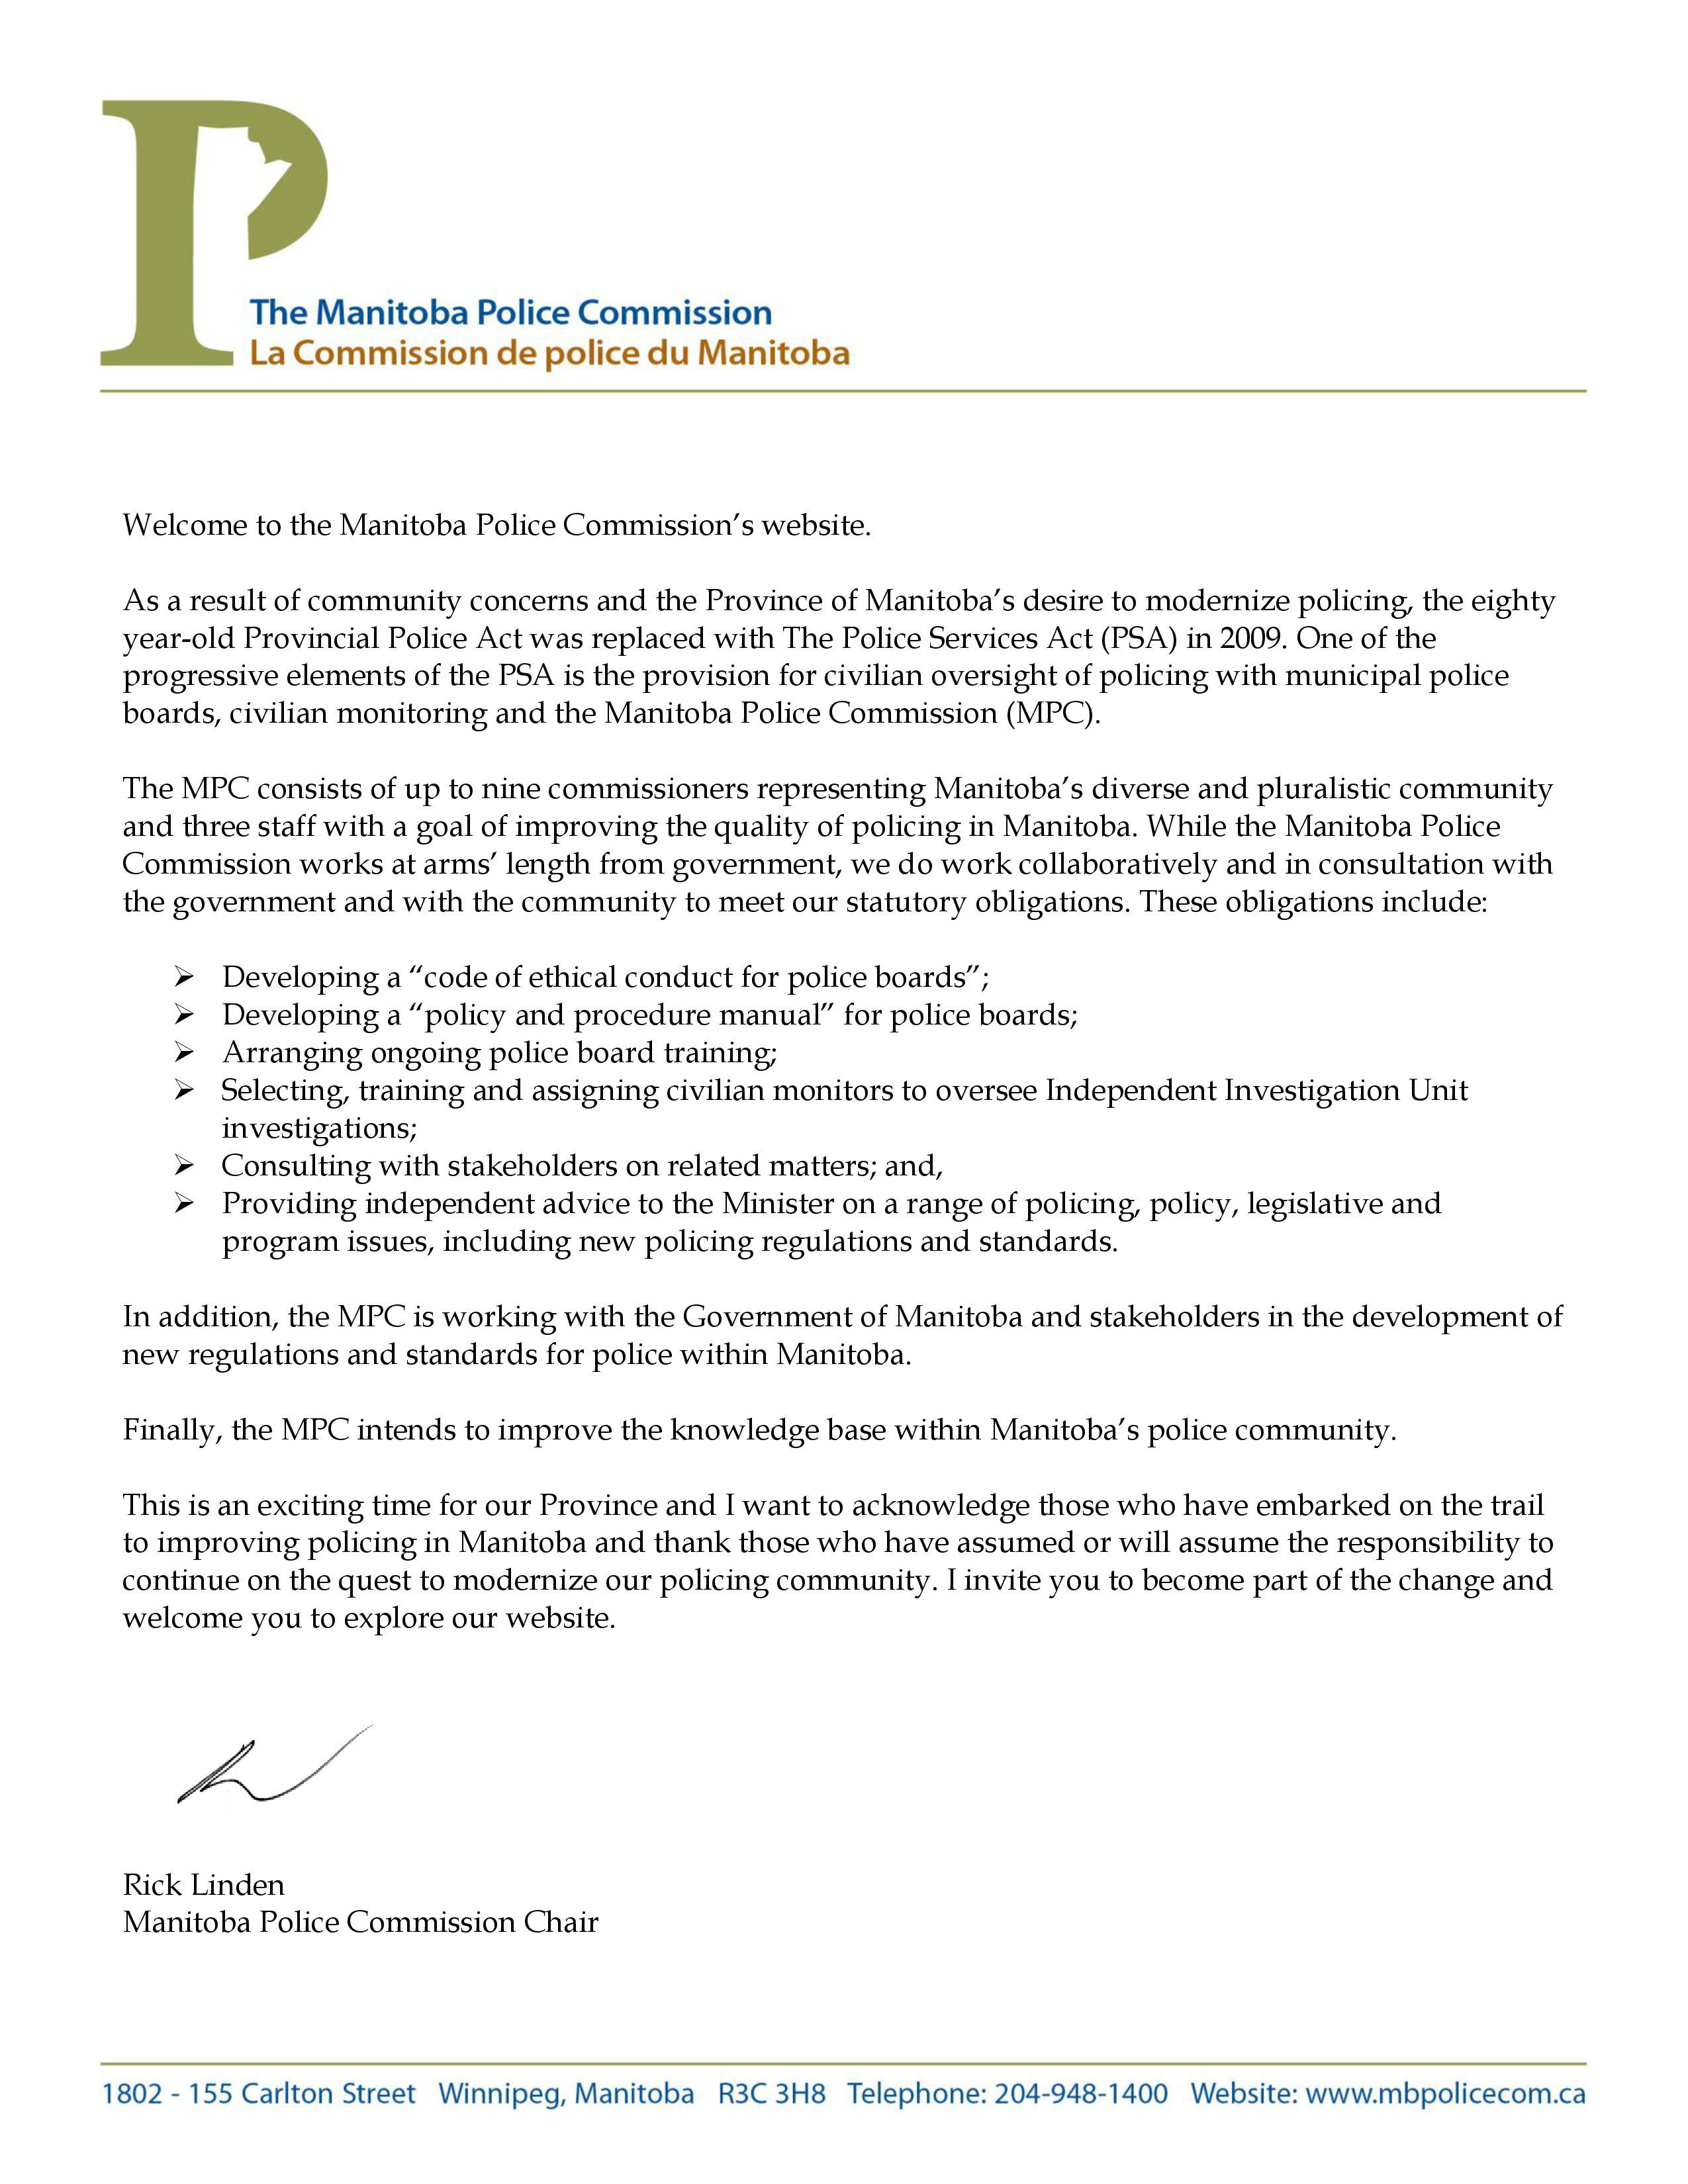 P
The Manitoba Police Commission
La Commission de police du Manitoba
Welcome to the Manitoba Police Commission’s website.
As a result of community concerns and the Province of Manitoba’s desire to modernize policing, the eighty
year-old Provincial Police Act was replaced with The Police Services Act (PSA) in 2009. One of the
progressive elements of the PSA is the provision for civilian oversight of policing with municipal police
boards, civilian monitoring and the Manitoba Police Commission (MPC).
The MPC consists of up to nine commissioners representing Manitoba’s diverse and pluralistic community
and three staff with a goal of improving the quality of policing in Manitoba. While the Manitoba Police
Commission works at arms’ length from government, we do work collaboratively and in consultation with
the government and with the community to meet our statutory obligations. These obligations include:
➢ Developing a “code of ethical conduct for police boards”;
➢ Developing a “policy and procedure manual” for police boards;
➢ Arranging ongoing police board training;
➢ Selecting, training and assigning civilian monitors to oversee Independent Investigation Unit
investigations;
➢ Consulting with stakeholders on related matters; and,
➢ Providing independent advice to the Minister on a range of policing, policy, legislative and
program issues, including new policing regulations and standards.
In addition, the MPC is working with the Government of Manitoba and stakeholders in the development of
new regulations and standards for police within Manitoba.
Finally, the MPC intends to improve the knowledge base within Manitoba’s police community.
This is an exciting time for our Province and I want to acknowledge those who have embarked on the trail
to improving policing in Manitoba and thank those who have assumed or will assume the responsibility to
continue on the quest to modernize our policing community. I invite you to become part of the change and
welcome you to explore our website.
Rick Linden
Manitoba Police Commission Chair
1802 - 155 Carlton Street Winnipeg, Manitoba R3C 3H8 Telephone: 204-948-1400 Website: www.mbpolicecom.ca